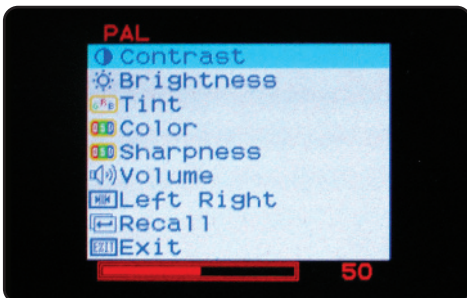 PAL
Contrast
Brightness
Tint
Color
Sharpness
Volume
Left Right
Recall
Exit
50